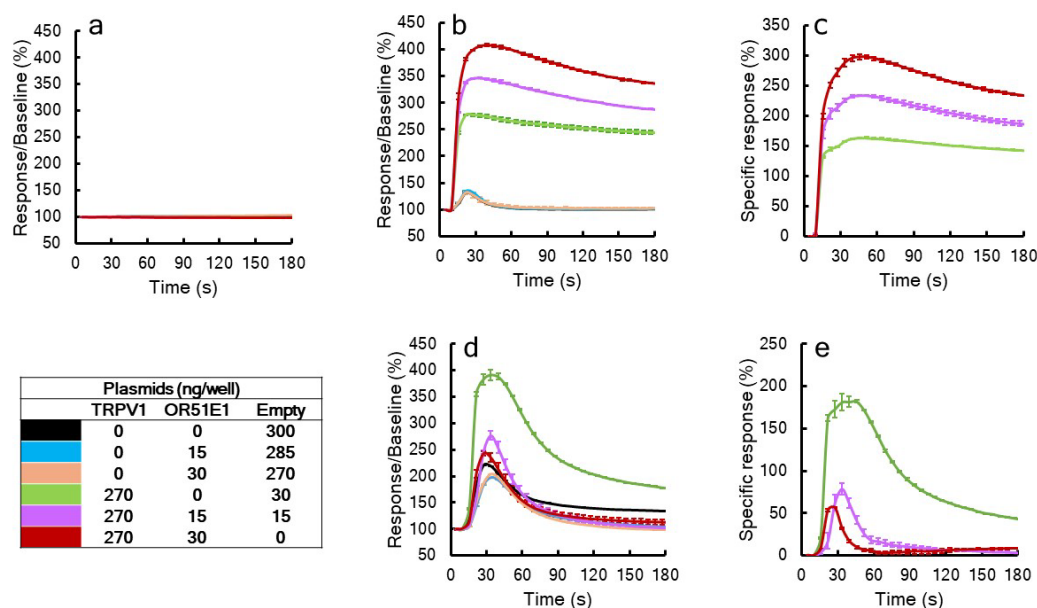 a
Response/Baseline (%)
450
400
350
300
250
200
150
100
50
0 30 60 90 120 150 180
Time (s)
b
Response/Baseline (%)
450
400
350
300
250
200
150
100
50
0 30 60 90 120 150 180
Time (s)
c
Specific response (%)
400
350
300
250
200
150
100
50
0
0 30 60 90 120 150 180
Time (s)
Plasmids (ng/well)
TRPV1 OR51E1 Empty
0 0 300
0 15 285
0 30 270
270 0 30
270 15 15
270 30 0
d
Response/Baseline (%)
450
400
350
300
250
200
150
100
50
0 30 60 90 120 150 180
Time (s)
e
Specific response (%)
250
200
150
100
50
0
0 30 60 90 120 150 180
Time (s)